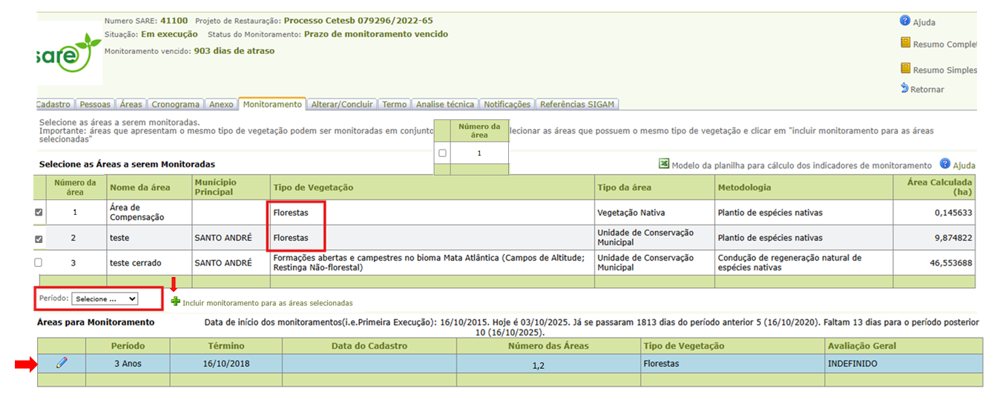 Numero SARE: 41100 Projeto de Restauração: Processo Cetesb 079296/2022-65
Situação: Em execução Status do Monitoramento: Prazo de monitoramento vencido
Monitoramento vencido: 903 dias de atraso
sare
Ajuda
Resumo Complet
Resumo Simples
Retornar
Cadastro Pessoas Áreas Cronograma Anexo Monitoramento Alterar/Concluir Termo Analise técnica Notificações Referências SIGAM
Selecione as áreas a serem monitoradas.
Importante: áreas que apresentam o mesmo tipo de vegetação podem ser monitoradas em conjunto lecionar as áreas que possuem o mesmo tipo de vegetação e clicar em "incluir monitoramento para as áreas
selecionadas"
Número da
área
1
Selecione as Áreas a serem Monitoradas
Modelo da planilha para cálculo dos indicadores de monitoramento Ajuda
Número da área Nome da área Munícipio Principal Tipo de Vegetação Tipo da área Metodologia Área Calculada (ha)
1 Área de Compensação Florestas Vegetação Nativa Plantio de espécies nativas 0,145633
2 teste SANTO ANDRÉ Florestas Unidade de Conservação Municipal Plantio de espécies nativas 9,874822
3 teste cerrado SANTO ANDRÉ Formações abertas e campestres no bioma Mata Atlântica (Campos de Altitude; Restinga Não-florestal) Unidade de Conservação Municipal Condução de regeneração natural de espécies nativas 46,553688
Período: Selecione ...
Incluir monitoramento para as áreas selecionadas
Áreas para Monitoramento
Data de início dos monitoramentos(i.e.Primeira Execução): 16/10/2015. Hoje é 03/10/2025. Já se passaram 1813 dias do período anterior 5 (16/10/2020). Faltam 13 dias para o período posterior
10 (16/10/2025).
Período Término Data do Cadastro Número das Áreas Tipo de Vegetação Avaliação Geral
3 Anos 16/10/2018 1,2 Florestas INDEFINIDO